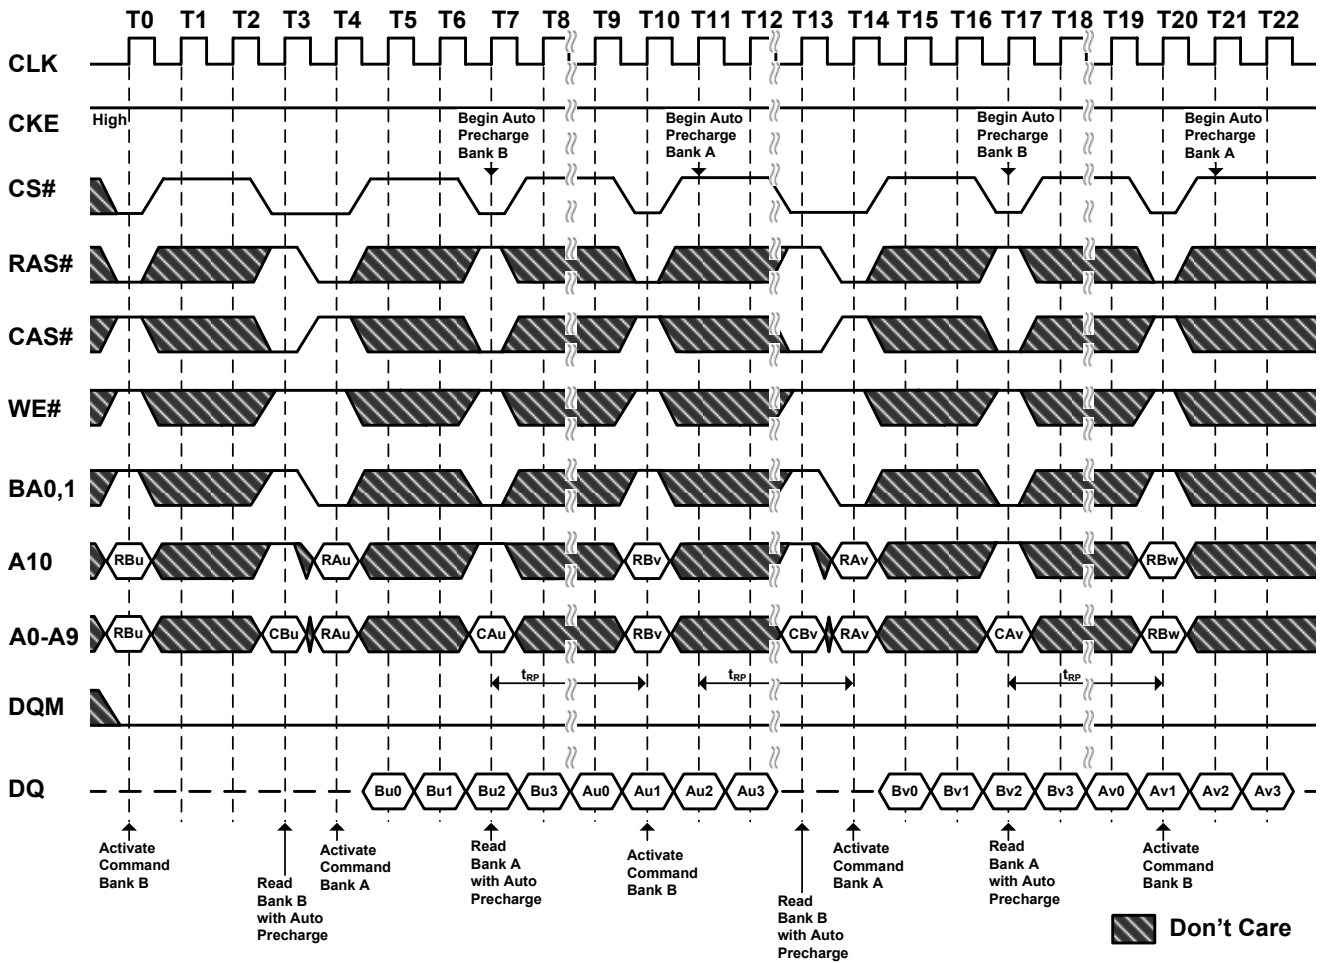 T0 T1 T2 T3 T4 T5 T6 T7 T8 T9 T10 T11 T12 T13 T14 T15 T16 T17 T18 T19 T20 T21 T22
CLK
CKE
High
Begin Auto
Precharge
Bank B
Begin Auto
Precharge
Bank A
Begin Auto
Precharge
Bank B
Begin Auto
Precharge
Bank A
CS#
RAS#
CAS#
WE#
BA0,1
A10
RBu RAu RBv RAv RBw
A0-A9
RBu CBu RAu CAu RBv CBv RAv CAv RBw
tRP tRP tRP
DQM
DQ
Bu0 Bu1 Bu2 Bu3 Au0 Au1 Au2 Au3 Bv0 Bv1 Bv2 Bv3 Av0 Av1 Av2 Av3
Activate
Command
Bank B
Read
Bank B
with Auto
Precharge
Activate
Command
Bank A
Read
Bank A
with Auto
Precharge
Activate
Command
Bank B
Read
Bank B
with Auto
Precharge
Activate
Command
Bank A
Read
Bank A
with Auto
Precharge
Activate
Command
Bank B
Don't Care